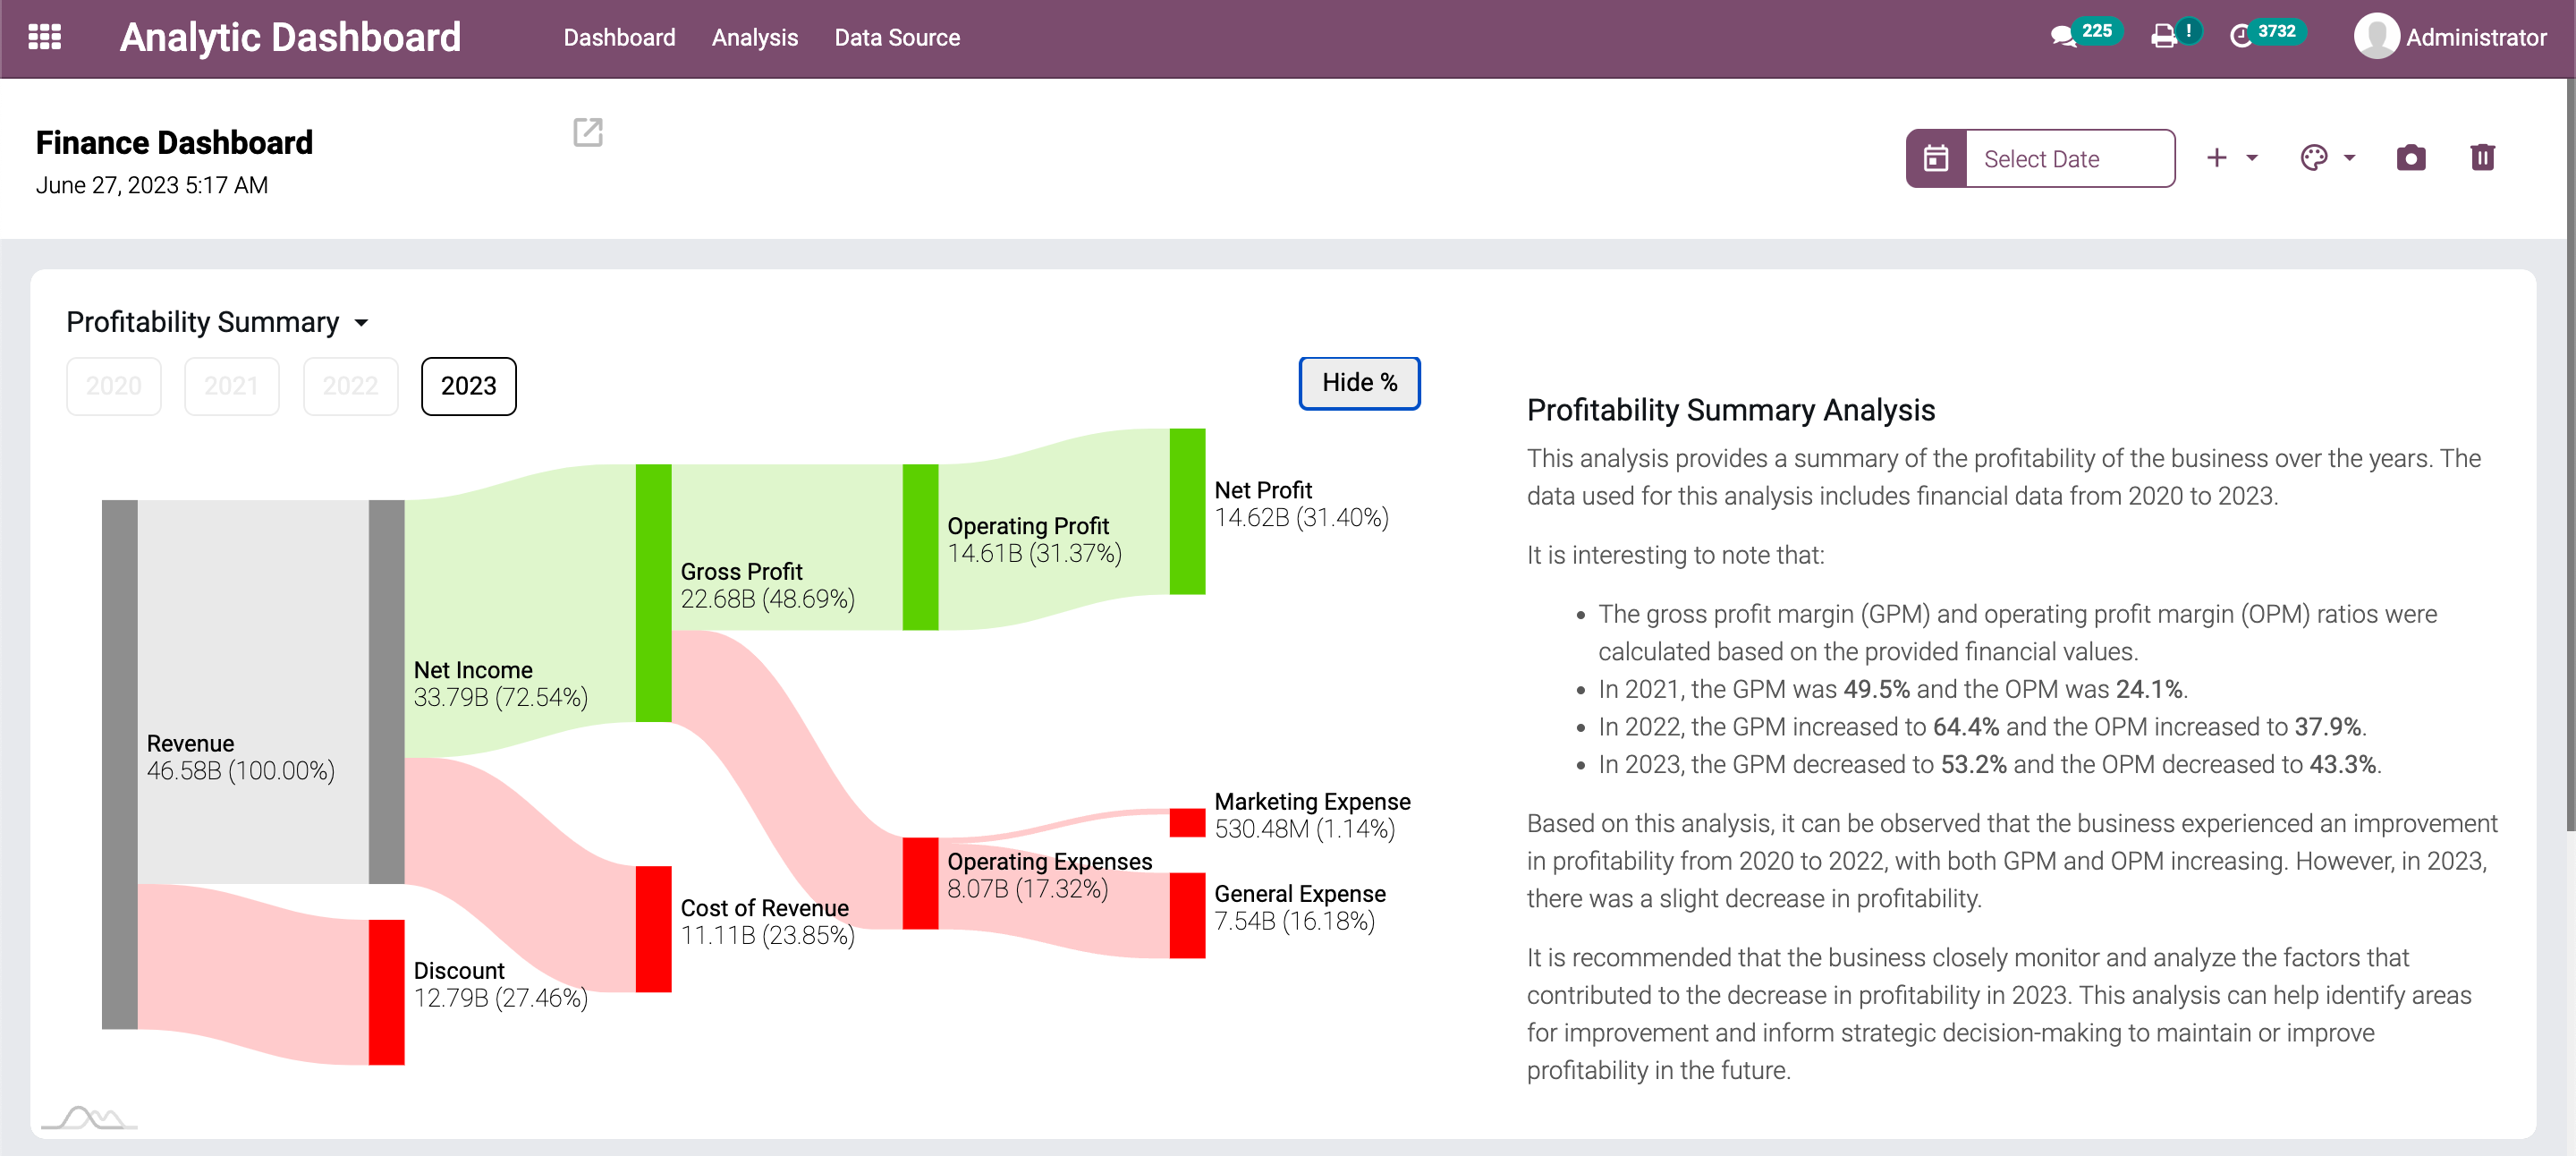 Analytic Dashboard
Dashboard
Analysis
Data Source
225
!
3732
Administrator
Finance Dashboard
June 27, 2023 5:17 AM
Select Date
Profitability Summary
2020
2021
2022
2023
Hide %
Revenue
46.58B (100.00%)
Net Income
33.79B (72.54%)
Discount
12.79B (27.46%)
Gross Profit
22.68B (48.69%)
Cost of Revenue
11.11B (23.85%)
Operating Profit
14.61B (31.37%)
Operating Expenses
8.07B (17.32%)
Net Profit
14.62B (31.40%)
Marketing Expense
530.48M (1.14%)
General Expense
7.54B (16.18%)
Profitability Summary Analysis
This analysis provides a summary of the profitability of the business over the years. The
data used for this analysis includes financial data from 2020 to 2023.
It is interesting to note that:
• The gross profit margin (GPM) and operating profit margin (OPM) ratios were
calculated based on the provided financial values.
• In 2021, the GPM was 49.5% and the OPM was 24.1%.
• In 2022, the GPM increased to 64.4% and the OPM increased to 37.9%.
• In 2023, the GPM decreased to 53.2% and the OPM decreased to 43.3%.
Based on this analysis, it can be observed that the business experienced an improvement
in profitability from 2020 to 2022, with both GPM and OPM increasing. However, in 2023,
there was a slight decrease in profitability.
It is recommended that the business closely monitor and analyze the factors that
contributed to the decrease in profitability in 2023. This analysis can help identify areas
for improvement and inform strategic decision-making to maintain or improve
profitability in the future.